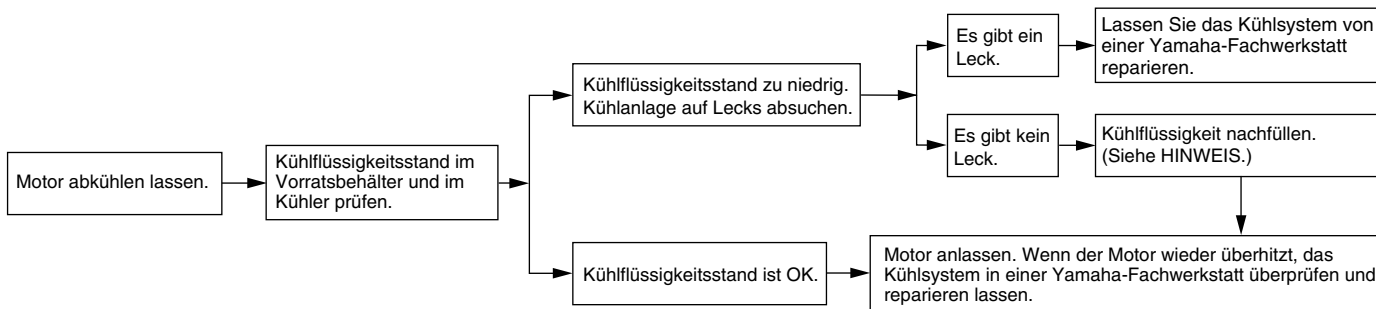 Motor abkühlen lassen.
Kühlflüssigkeitsstand im
Vorratsbehälter und im
Kühler prüfen.
Kühlflüssigkeitsstand zu niedrig.
Kühlanlage auf Lecks absuchen.
Es gibt ein
Leck.
Lassen Sie das Kühlsystem von
einer Yamaha-Fachwerkstatt
reparieren.
Es gibt kein
Leck.
Kühlflüssigkeit nachfüllen.
(Siehe HINWEIS.)
Kühlflüssigkeitsstand ist OK.
Motor anlassen. Wenn der Motor wieder überhitzt, das
Kühlsystem in einer Yamaha-Fachwerkstatt überprüfen und
reparieren lassen.